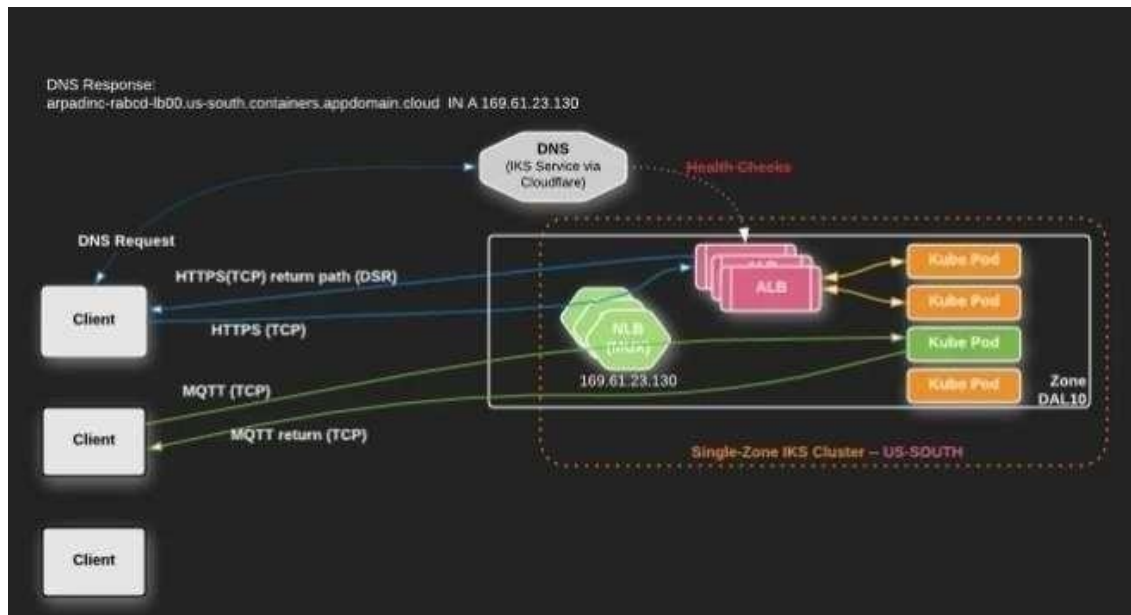 DNS Response:
arpadinc-rabcd-lb00.us-south.containers.appdomain.cloud IN A 169.61.23.130
DNS
(IKS Service via
Cloudflare)
Health Checks
DNS Request
HTTPS(TCP) return path (DSR)
ALB
ALB
Kube Pod
Kube Pod
Client
HTTPS (TCP)
NLB
(MUX)
Kube Pod
169.61.23.130
Kube Pod
Zone
DAL10
MQTT (TCP)
Client
MQTT return (TCP)
Single-Zone IKS Cluster – US-SOUTH
Client